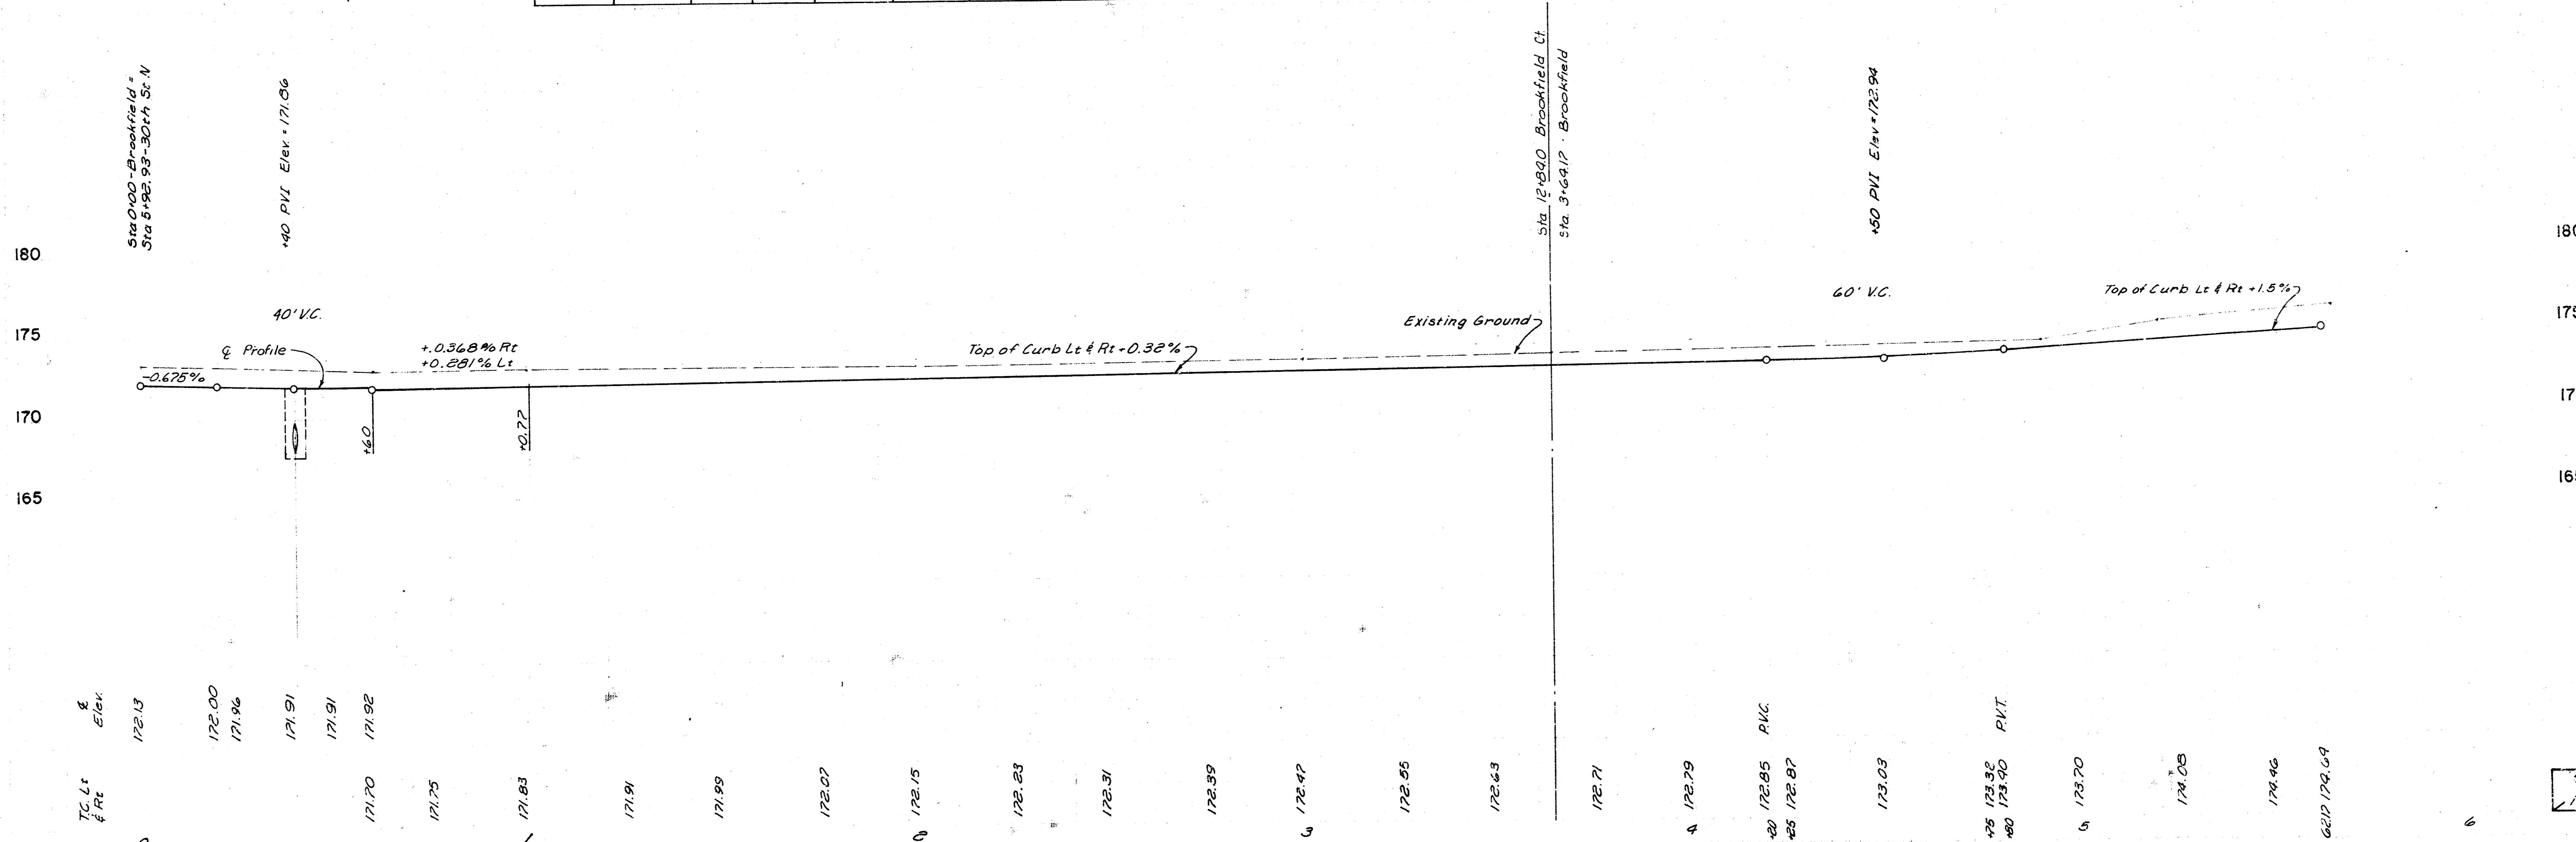 Sta 0+00-Brookfield =
Sta 5+92.93-30th St. N
+40 PVI Elev. = 171.86
Sta 12+84.0 Brookfield Ct.
Sta. 3+64.17 - Brookfield
+50 PVI Elev = 172.94
180
180
40' V.C.
60' V.C.
Top of Curb Lt & Rt +1.5%
175
175
℄ Profile
+.0.368% Rt
+0.281% Lt
Top of Curb Lt & Rt +0.32%
Existing Ground
-0.675%
170
17
+60
+0.77
165
165
℄
Elev.
172.13
172.00
171.96
171.91
171.91
171.92
P.V.C.
P.V.T.
T.C. Lt
& Rt
171.70
171.75
171.83
171.91
171.99
172.07
172.15
172.23
172.31
172.39
172.47
172.55
172.63
172.71
172.79
+20 172.85
+25 172.87
173.03
+75 173.32
+80 173.40
173.70
174.08
174.46
62.17 174.64
1
2
3
4
5
6